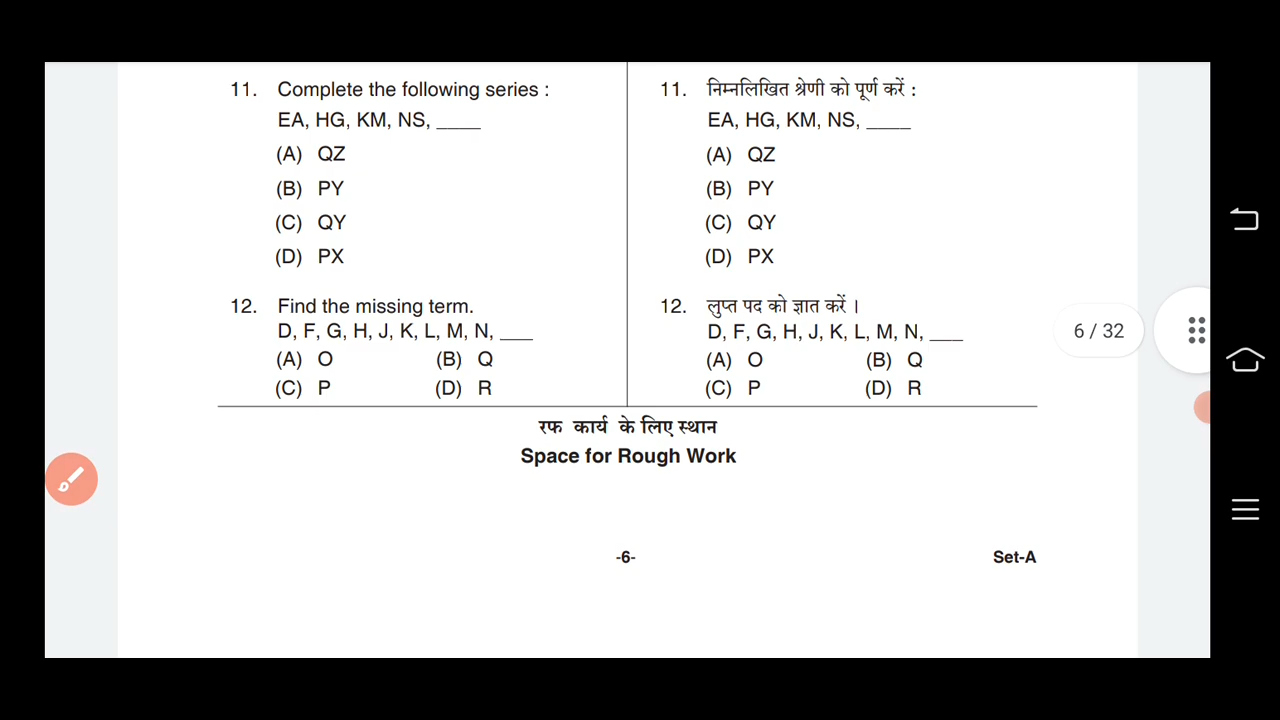 11. Complete the following series :
EA, HG, KM, NS, ____
(A) QZ
(B) PY
(C) QY
(D) PX
12. Find the missing term.
D, F, G, H, J, K, L, M, N, ___
(A) O (B) Q
(C) P (D) R
11. निम्नलिखित श्रेणी को पूर्ण करें :
EA, HG, KM, NS, ____
(A) QZ
(B) PY
(C) QY
(D) PX
12. लुप्त पद को ज्ञात करें ।
D, F, G, H, J, K, L, M, N, ___
(A) O (B) Q
(C) P (D) R
6 / 32
रफ कार्य के लिए स्थान
Space for Rough Work
-6-
Set-A